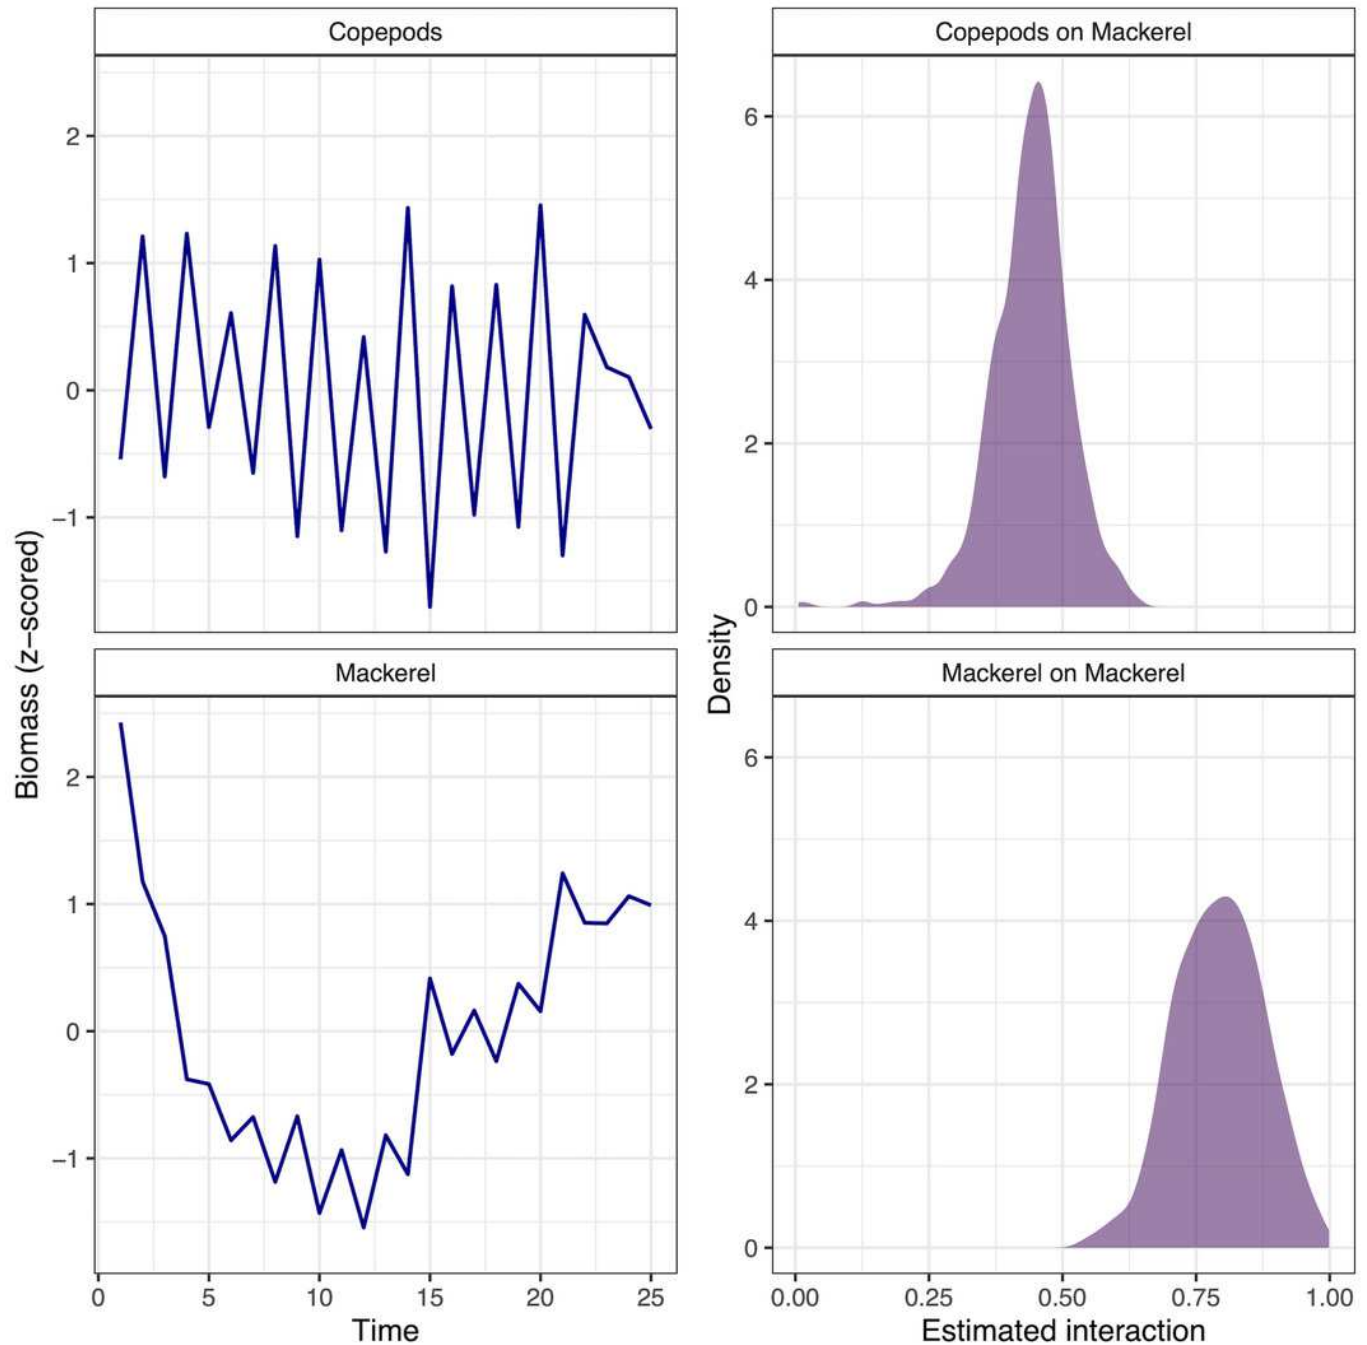 Copepods
Copepods on Mackerel
2
1
0
−1
6
4
2
0
Biomass (z−scored)
Density
Mackerel
Mackerel on Mackerel
2
1
0
−1
6
4
2
0
0 5 10 15 20 25
0.00 0.25 0.50 0.75 1.00
Time
Estimated interaction